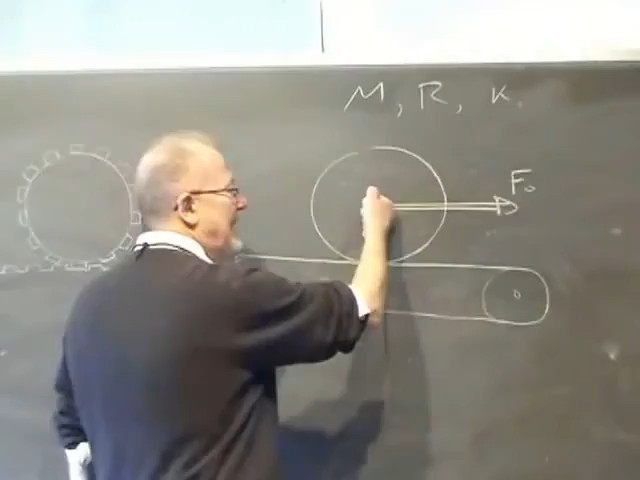 M, R, K.
F₀